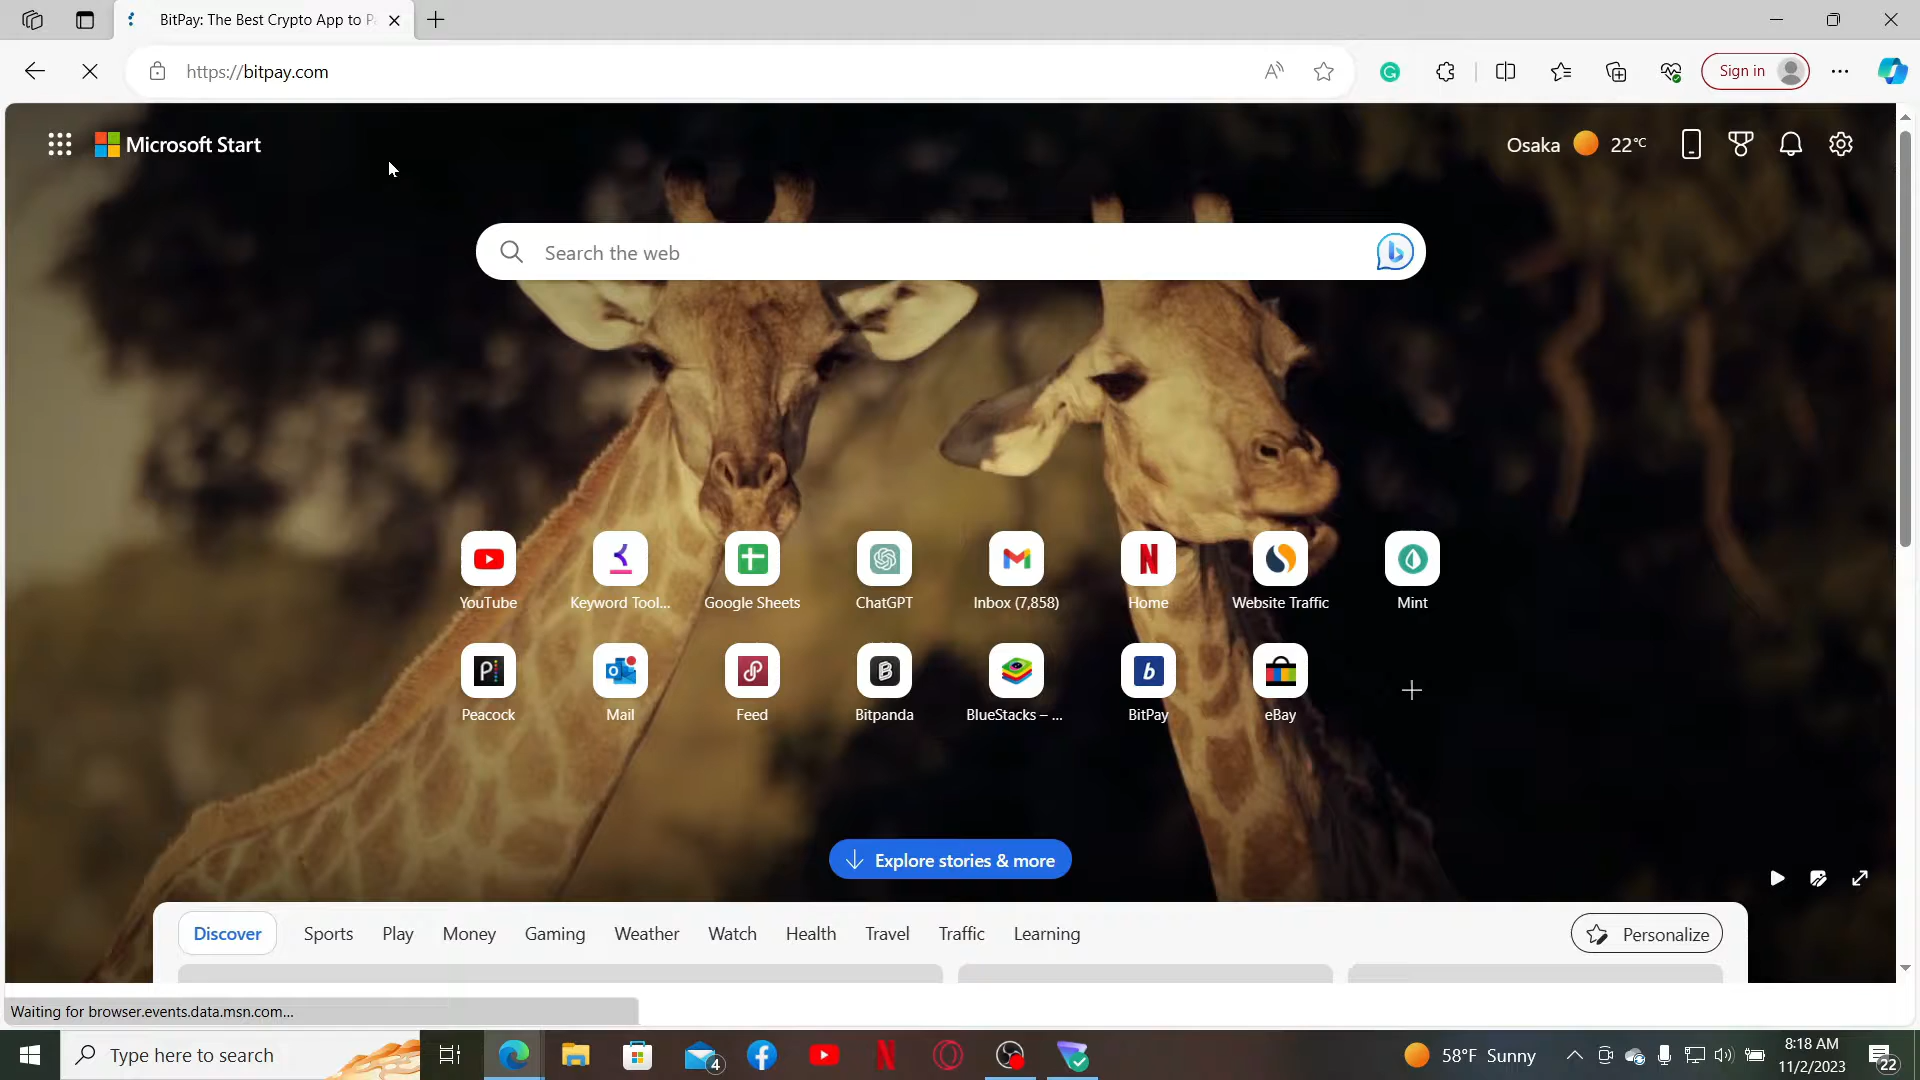 BitPay: The Best Crypto App to P
https://bitpay.com
Sign in
Microsoft Start
Osaka 22°C
Search the web
YouTube Keyword Tool... Google Sheets ChatGPT Inbox (7,858) Home Website Traffic Mint
Peacock Mail Feed Bitpanda BlueStacks – ... BitPay eBay
Explore stories & more
Discover Sports Play Money Gaming Weather Watch Health Travel Traffic Learning Personalize
Waiting for browser.events.data.msn.com...
Type here to search
4
58°F Sunny
8:18 AM
11/2/2023
22